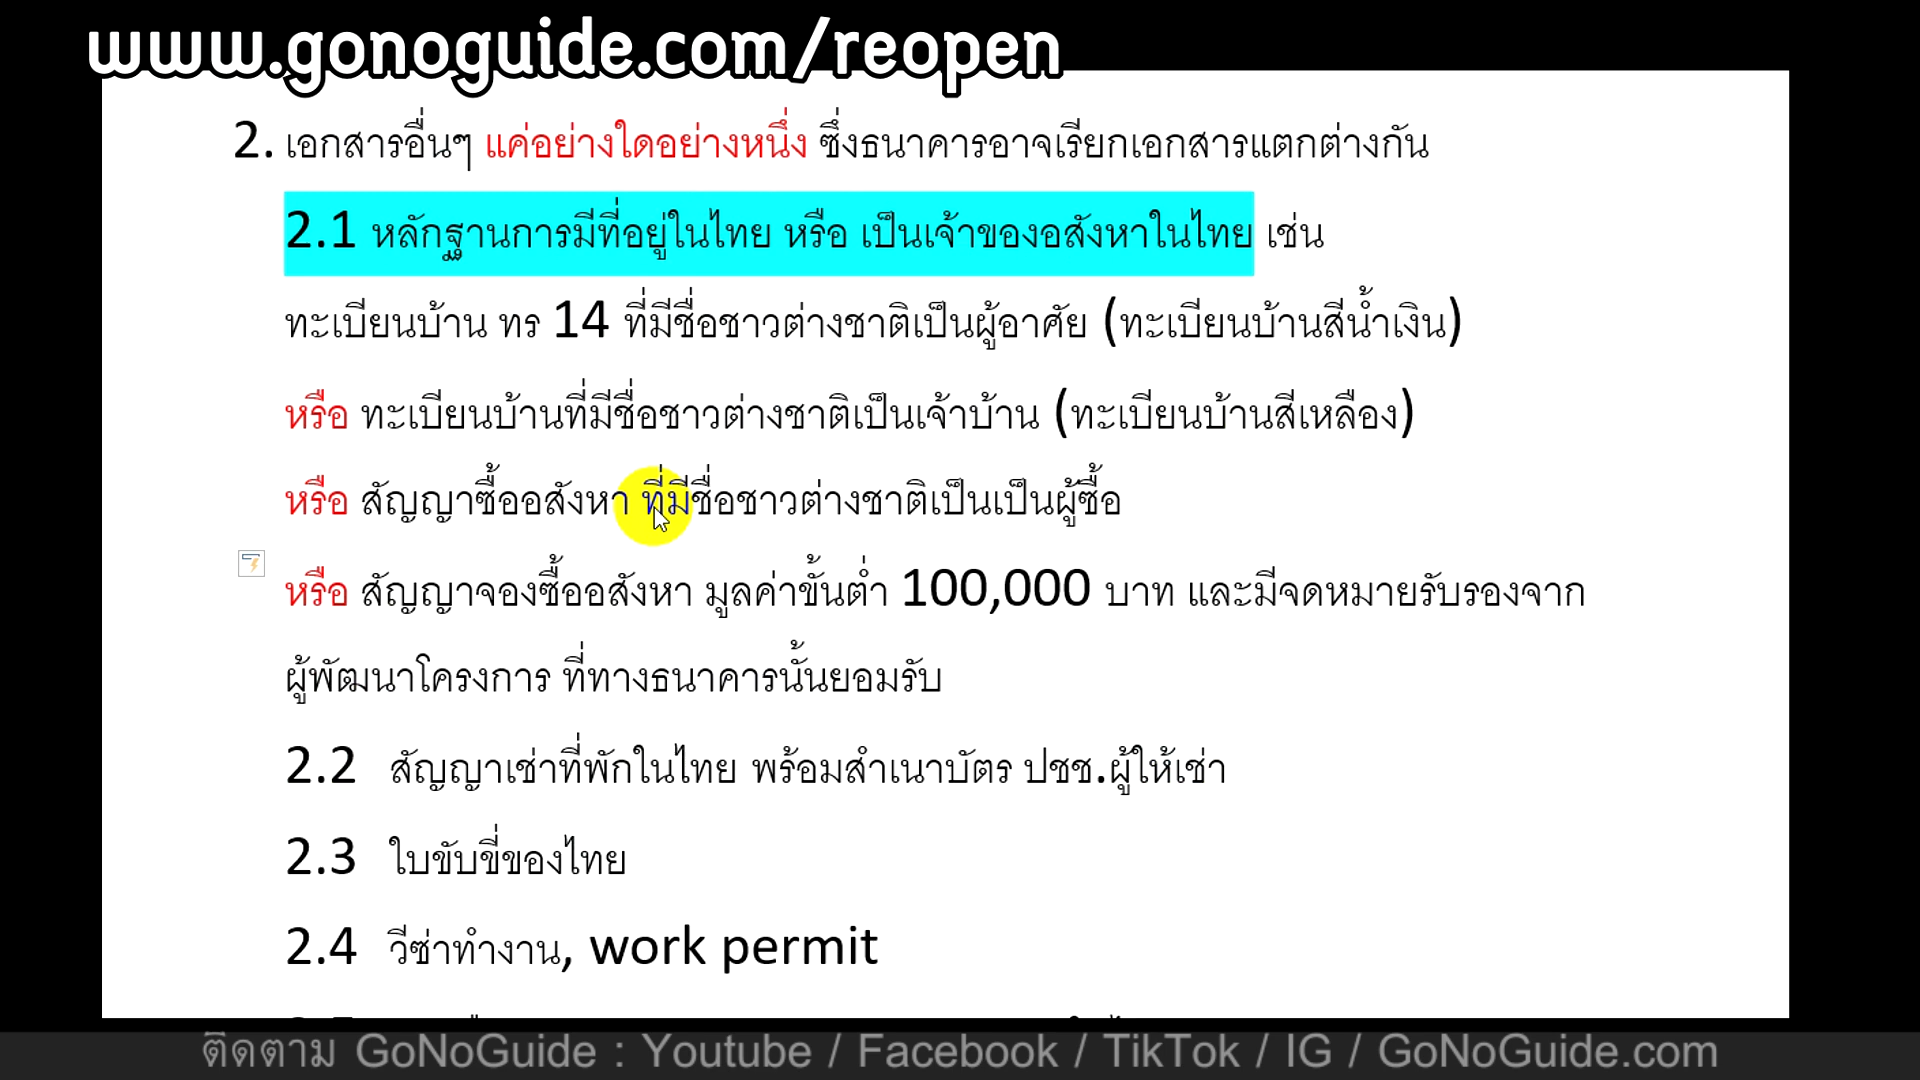 www.gonoguide.com/reopen
2. เอกสารอื่นๆ แค่อย่างใดอย่างหนึ่ง ซึ่งธนาคารอาจเรียกเอกสารแตกต่างกัน
2.1 หลักฐานการมีที่อยู่ในไทย หรือ เป็นเจ้าของอสังหาในไทย เช่น
ทะเบียนบ้าน ทร 14 ที่มีชื่อชาวต่างชาติเป็นผู้อาศัย (ทะเบียนบ้านสีน้ำเงิน)
หรือ ทะเบียนบ้านที่มีชื่อชาวต่างชาติเป็นเจ้าบ้าน (ทะเบียนบ้านสีเหลือง)
หรือ สัญญาซื้ออสังหา ที่มีชื่อชาวต่างชาติเป็นเป็นผู้ซื้อ
หรือ สัญญาจองซื้ออสังหา มูลค่าขั้นต่ำ 100,000 บาท และมีจดหมายรับรองจาก
ผู้พัฒนาโครงการ ที่ทางธนาคารนั้นยอมรับ
2.2 สัญญาเช่าที่พักในไทย พร้อมสำเนาบัตร ปชช.ผู้ให้เช่า
2.3 ใบขับขี่ของไทย
2.4 วีซ่าทำงาน, work permit
ติดตาม GoNoGuide : Youtube / Facebook / TikTok / IG / GoNoGuide.com